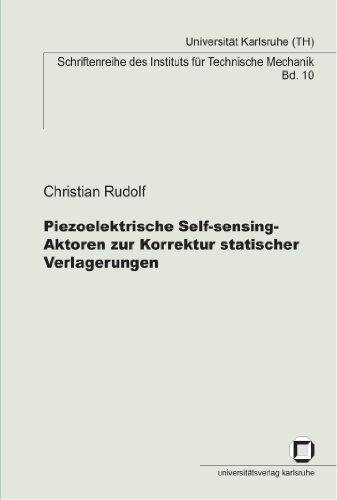 Universität Karlsruhe (TH)
Schriftenreihe des Instituts für Technische Mechanik
Bd. 10
Christian Rudolf
Piezoelektrische Self-sensing-
Aktoren zur Korrektur statischer
Verlagerungen
universitätsverlag karlsruhe